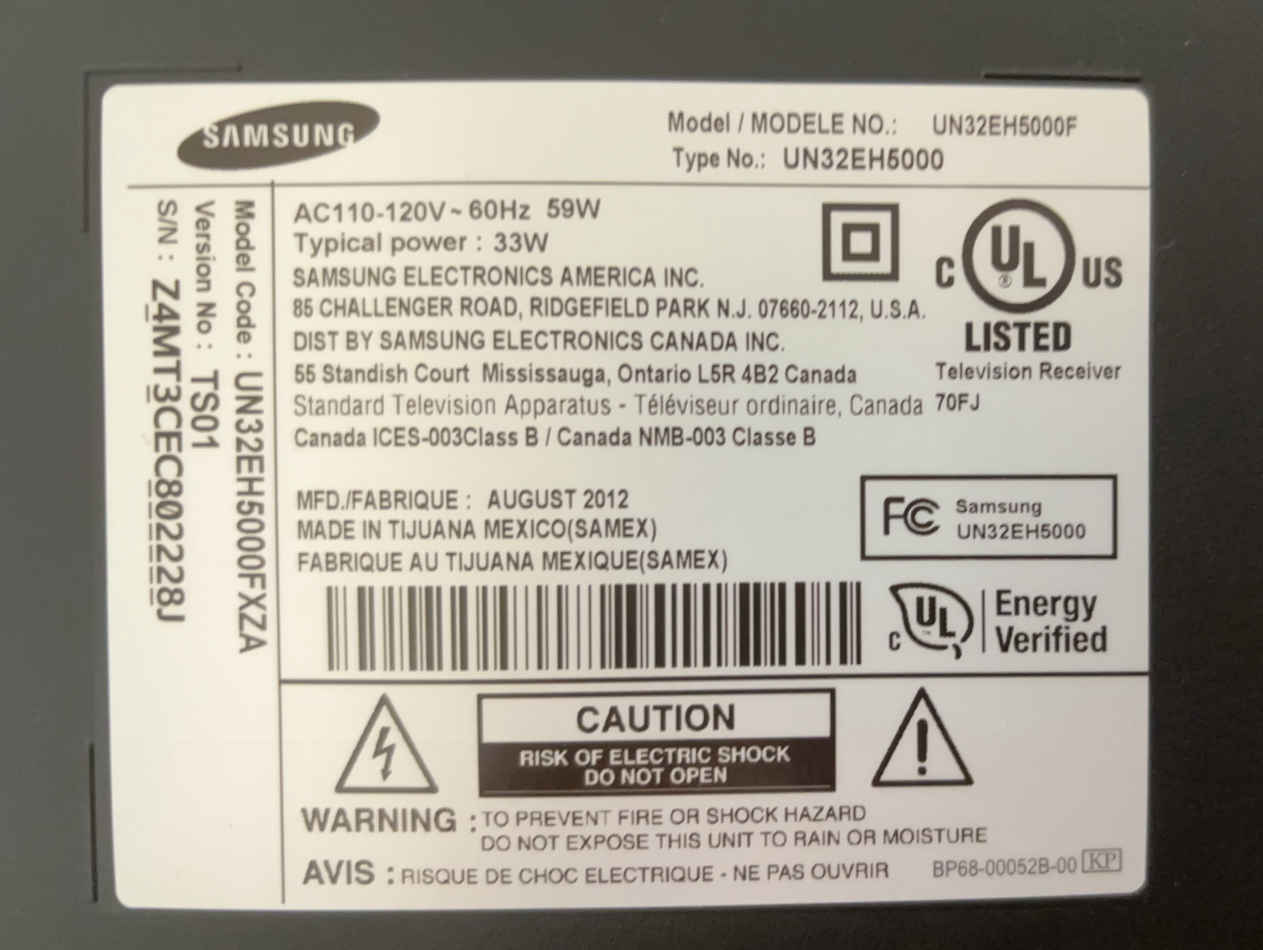 SAMSUNG
Model / MODELE NO.: UN32EH5000F
Type No.: UN32EH5000
Model Code : UN32EH5000FXZA
Version No : TS01
S/N : Z4MT3CEC802228J
AC110-120V ~ 60Hz 59W
Typical power : 33W
SAMSUNG ELECTRONICS AMERICA INC.
85 CHALLENGER ROAD, RIDGEFIELD PARK N.J. 07660-2112, U.S.A.
DIST BY SAMSUNG ELECTRONICS CANADA INC.
55 Standish Court Mississauga, Ontario L5R 4B2 Canada
Standard Television Apparatus - Téléviseur ordinaire, Canada
Canada ICES-003Class B / Canada NMB-003 Classe B
C UL ® US
LISTED
Television Receiver
70FJ
MFD./FABRIQUE : AUGUST 2012
MADE IN TIJUANA MEXICO(SAMEX)
FABRIQUE AU TIJUANA MEXIQUE(SAMEX)
FC Samsung
UN32EH5000
C UL ™ Energy
Verified
CAUTION
RISK OF ELECTRIC SHOCK
DO NOT OPEN
WARNING : TO PREVENT FIRE OR SHOCK HAZARD
DO NOT EXPOSE THIS UNIT TO RAIN OR MOISTURE
AVIS : RISQUE DE CHOC ELECTRIQUE - NE PAS OUVRIR
BP68-00052B-00 KP